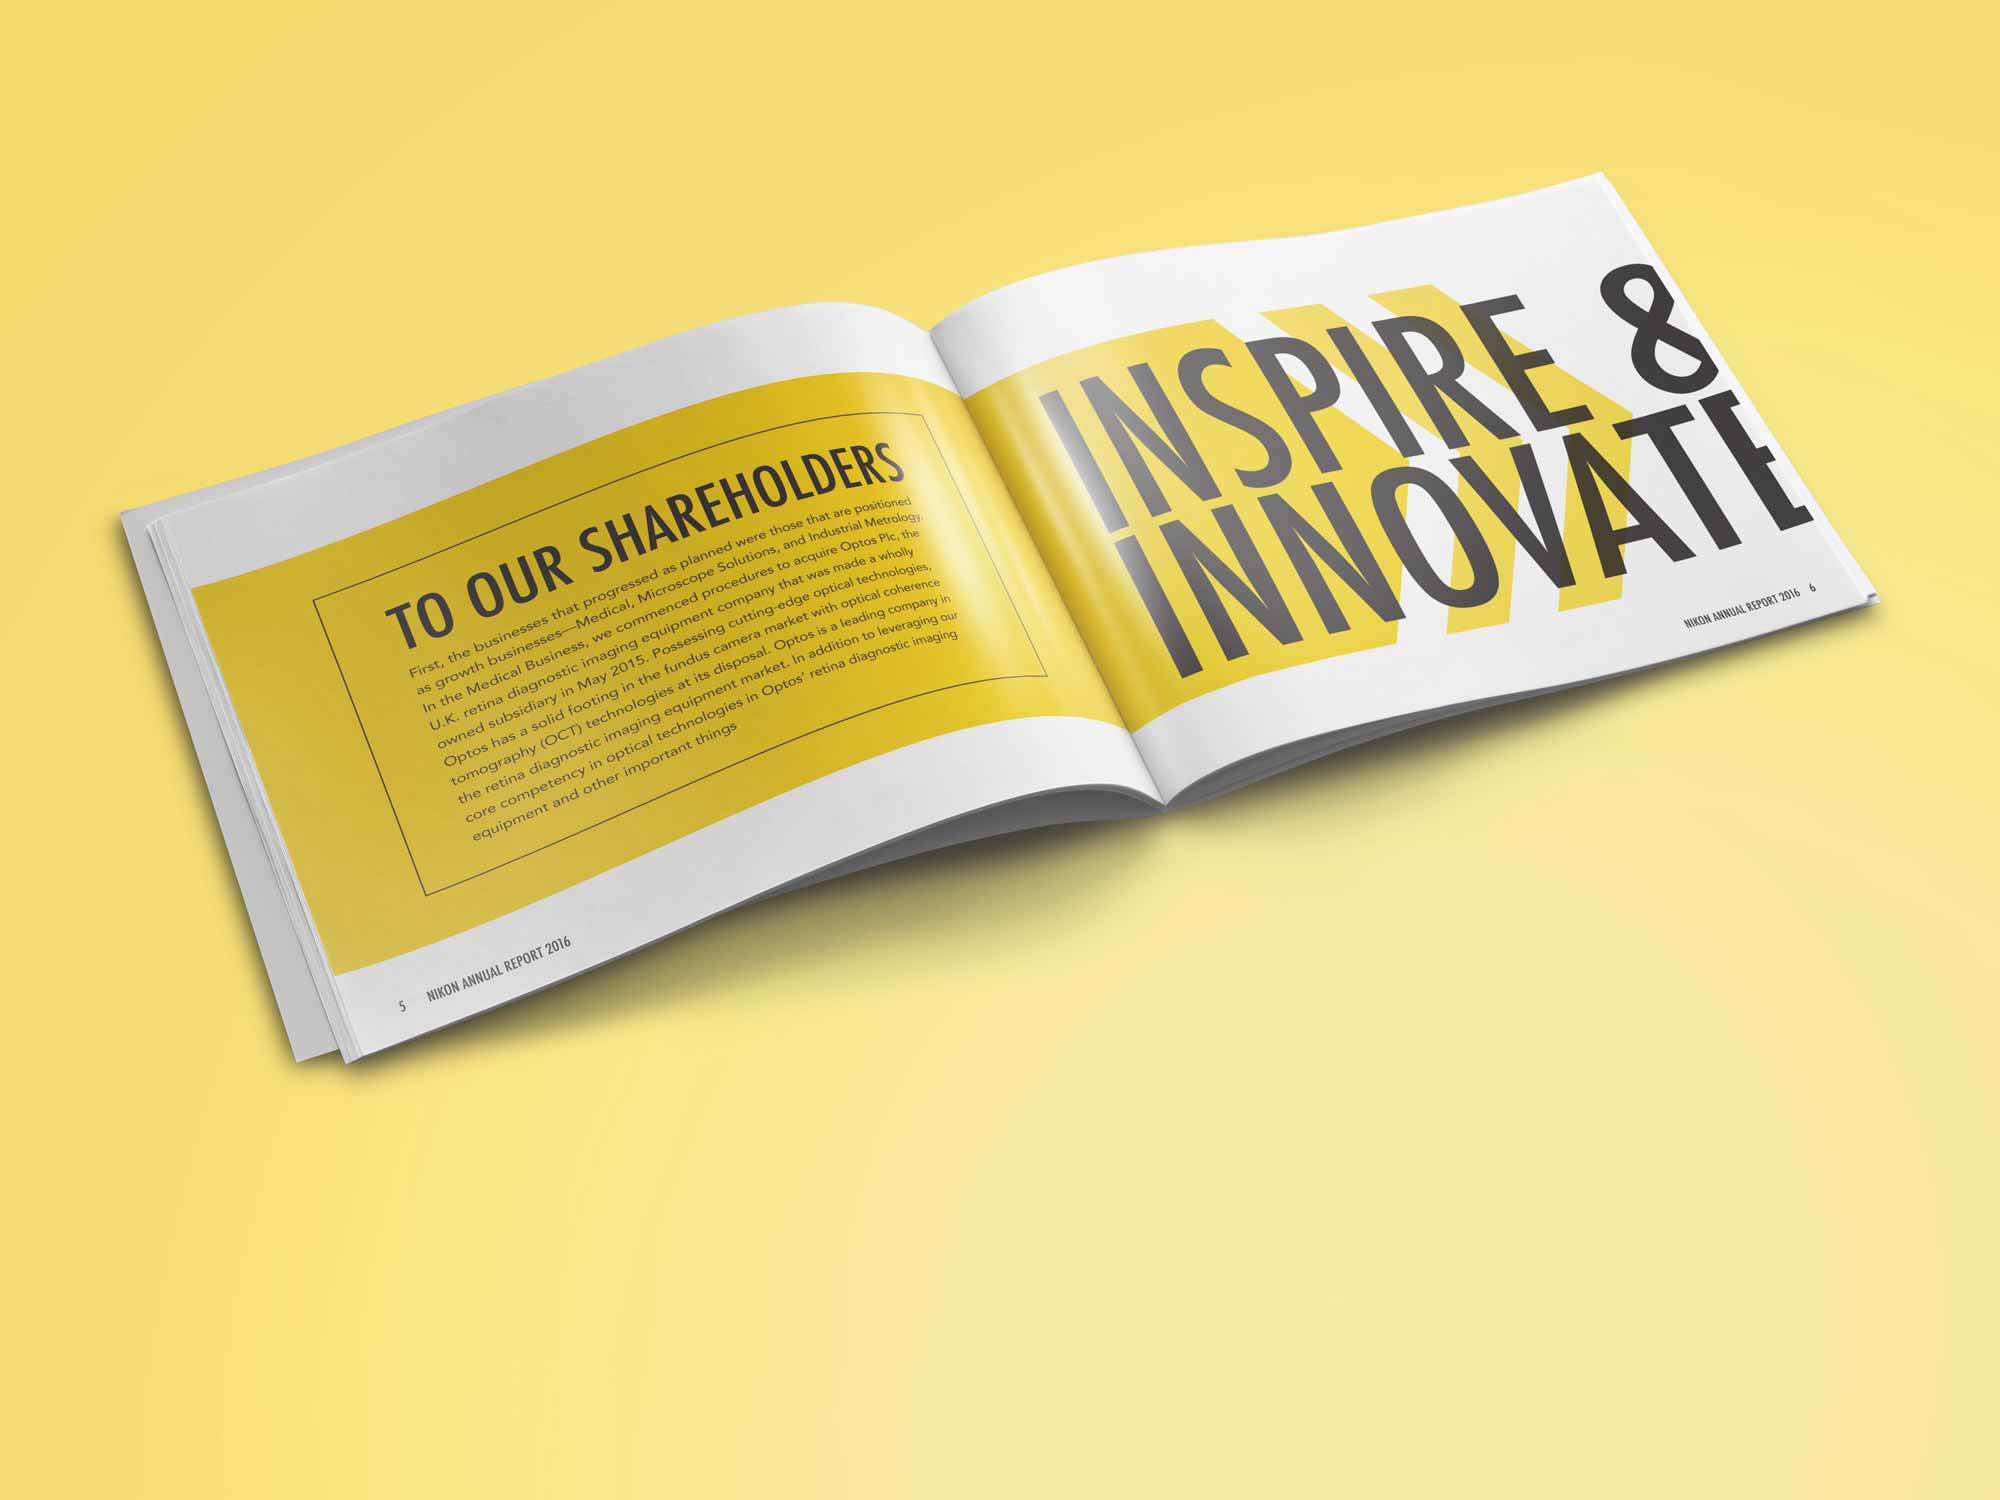 TO OUR SHAREHOLDERS
First, the businesses that progressed as planned were those that are positioned
as growth businesses—Medical, Microscope Solutions, and Industrial Metrology.
In the Medical Business, we commenced procedures to acquire Optos Plc, the
U.K. retina diagnostic imaging equipment company that was made a wholly
owned subsidiary in May 2015. Possessing cutting-edge optical technologies,
Optos has a solid footing in the fundus camera market with optical coherence
tomography (OCT) technologies at its disposal. Optos is a leading company in
the retina diagnostic imaging equipment market. In addition to leveraging our
core competency in optical technologies in Optos’ retina diagnostic imaging
equipment and other important things
5 NIKON ANNUAL REPORT 2016
INSPIRE &
INNOVATE
NIKON ANNUAL REPORT 2016 6